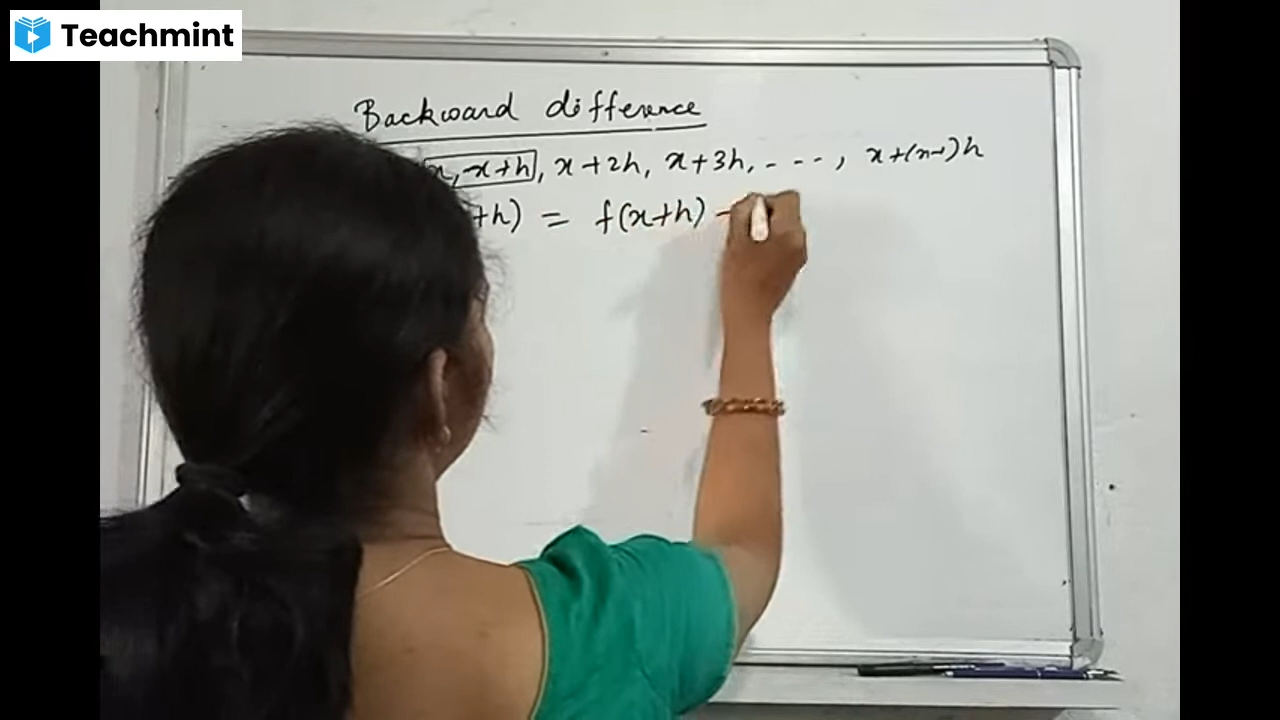 Teachmint
Backward difference
x, x+h, x+2h, x+3h, ---, x+(n-1)h
+h) = f(x+h) -